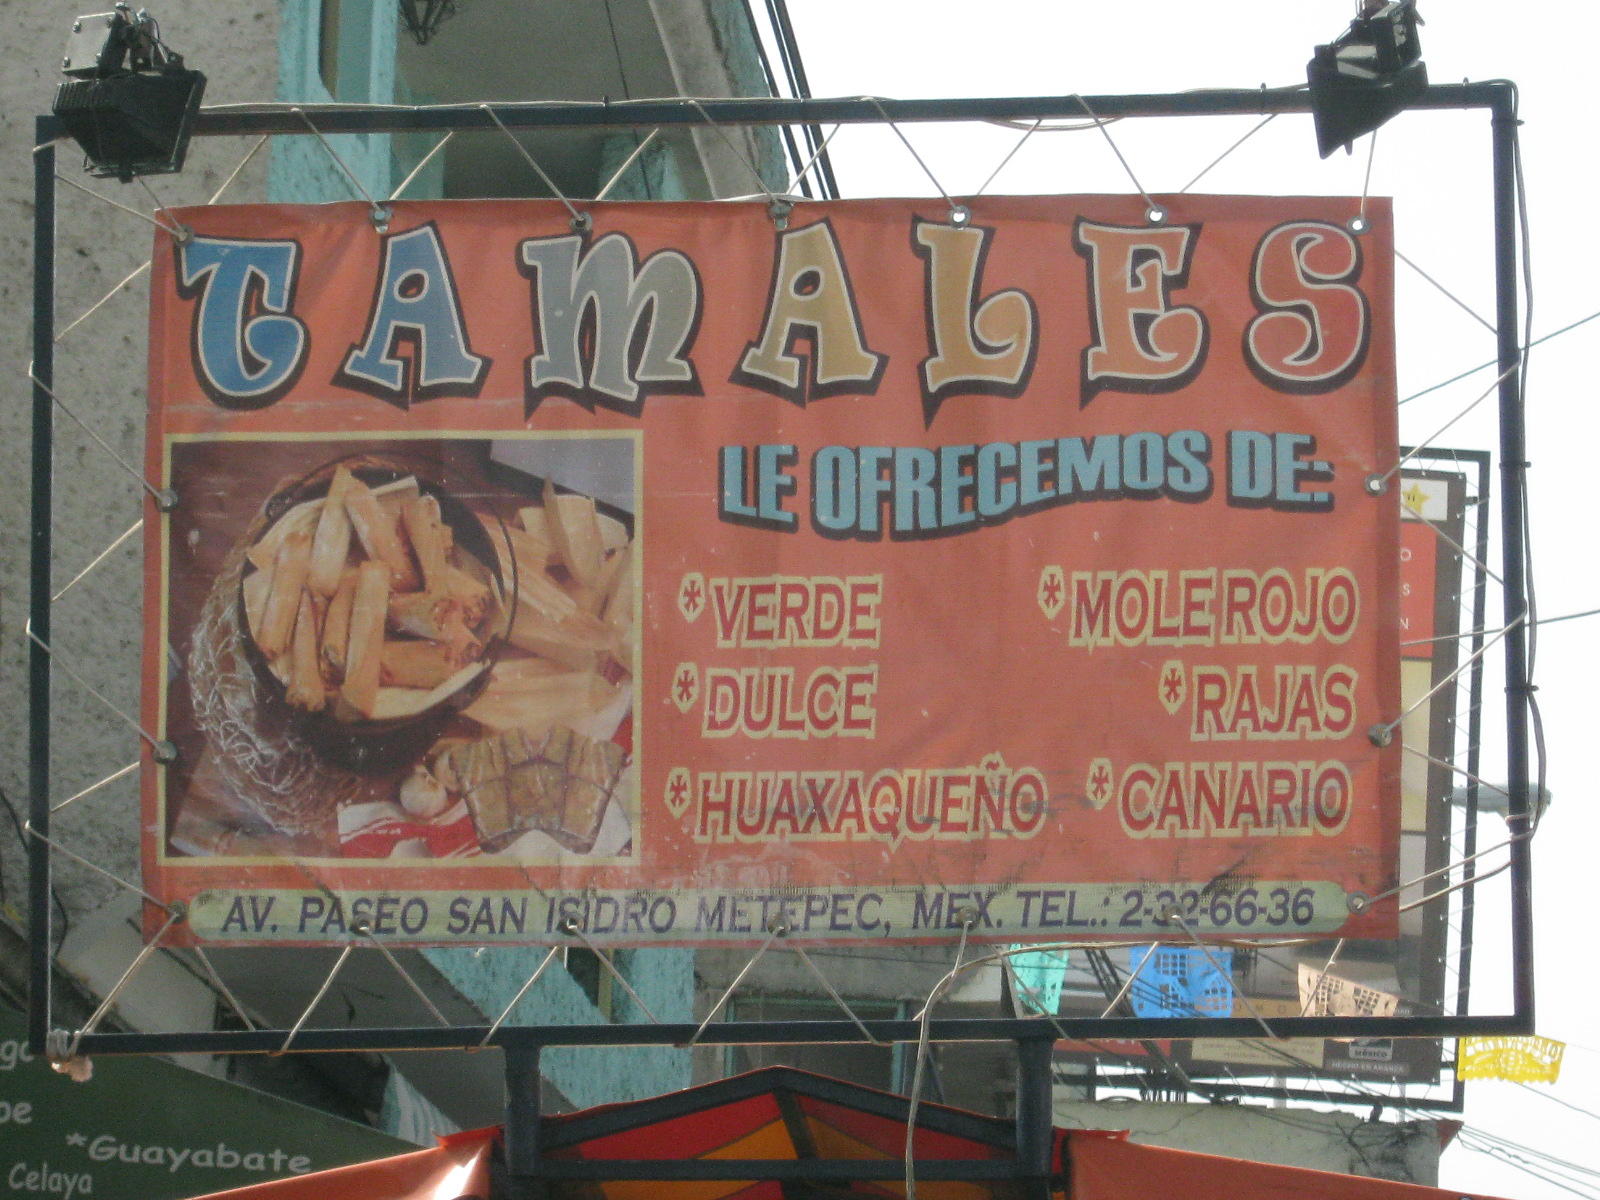 TAMALES
LE OFRECEMOS DE:
*VERDE
*MOLE ROJO
*DULCE
*RAJAS
*HUAXAQUEÑO
*CANARIO
AV. PASEO SAN ISIDRO METEPEC, MEX. TEL.: 2-32-66-36
MÉXICO
*Guayabate
Celaya